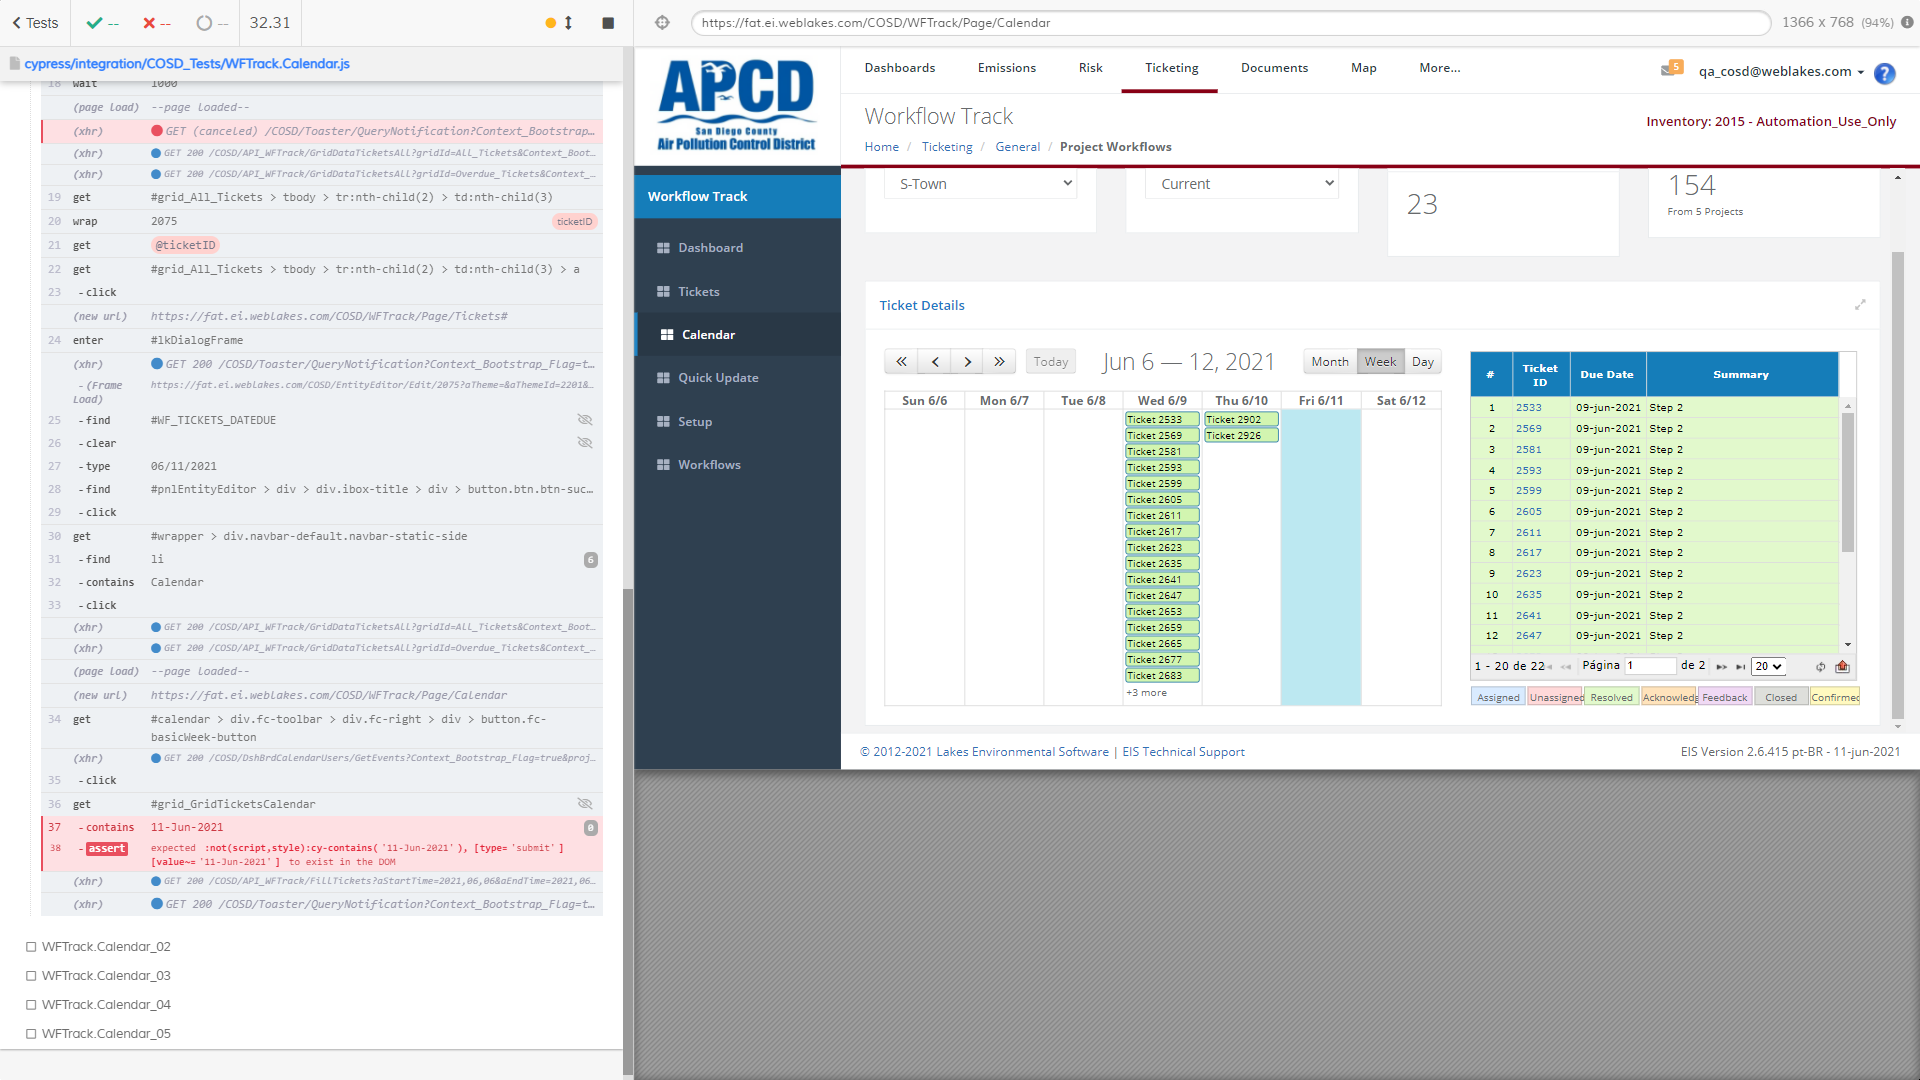 Tests
--
--
--
32.31
cypress/integration/COSD_Tests/WFTrack.Calendar.js
18 wait 1000
(page load) --page loaded--
(xhr) GET (canceled) /COSD/Toaster/QueryNotification?Context_Bootstrap…
(xhr) GET 200 /COSD/API_WFTrack/GridDataTicketsAll?gridId=All_Tickets&Context_Boot…
(xhr) GET 200 /COSD/API_WFTrack/GridDataTicketsAll?gridId=Overdue_Tickets&Context_…
19 get #grid_All_Tickets > tbody > tr:nth-child(2) > td:nth-child(3)
20 wrap 2075 ticketID
21 get @ticketID
22 get #grid_All_Tickets > tbody > tr:nth-child(2) > td:nth-child(3) > a
23 -click
(new url) https://fat.ei.weblakes.com/COSD/WFTrack/Page/Tickets#
24 enter #lkDialogFrame
(xhr) GET 200 /COSD/Toaster/QueryNotification?Context_Bootstrap_Flag=t…
-(Frame Load) https://fat.ei.weblakes.com/COSD/EntityEditor/Edit/2075?aTheme=&aThemeId=2201&…
25 -find #WF_TICKETS_DATEDUE
26 -clear
27 -type 06/11/2021
28 -find #pnlEntityEditor > div > div.ibox-title > div > button.btn.btn-suc…
29 -click
30 get #wrapper > div.navbar-default.navbar-static-side
31 -find li 6
32 -contains Calendar
33 -click
(xhr) GET 200 /COSD/API_WFTrack/GridDataTicketsAll?gridId=All_Tickets&Context_Boot…
(xhr) GET 200 /COSD/API_WFTrack/GridDataTicketsAll?gridId=Overdue_Tickets&Context_…
(page load) --page loaded--
(new url) https://fat.ei.weblakes.com/COSD/WFTrack/Page/Calendar
34 get #calendar > div.fc-toolbar > div.fc-right > div > button.fc-
basicWeek-button
(xhr) GET 200 /COSD/DshBrdCalendarUsers/GetEvents?Context_Bootstrap_Flag=true&proj…
35 -click
36 get #grid_GridTicketsCalendar
37 -contains 11-Jun-2021 0
38 -assert expected :not(script,style):cy-contains('11-Jun-2021'), [type='submit']
[value~='11-Jun-2021'] to exist in the DOM
(xhr) GET 200 /COSD/API_WFTrack/FillTickets?aStartTime=2021,06,06&aEndTime=2021,06…
(xhr) GET 200 /COSD/Toaster/QueryNotification?Context_Bootstrap_Flag=t…
WFTrack.Calendar_02
WFTrack.Calendar_03
WFTrack.Calendar_04
WFTrack.Calendar_05
https://fat.ei.weblakes.com/COSD/WFTrack/Page/Calendar
1366 x 768 (94%)
APCD
San Diego County
Air Pollution Control District
Dashboards Emissions Risk Ticketing Documents Map More...
5 qa_cosd@weblakes.com ?
Workflow Track
Inventory: 2015 - Automation_Use_Only
Home / Ticketing / General / Project Workflows
Workflow Track
Dashboard
Tickets
Calendar
Quick Update
Setup
Workflows
S-Town
Current
23
154
From 5 Projects
Ticket Details
Today
Jun 6 — 12, 2021
Month Week Day
Sun 6/6 Mon 6/7 Tue 6/8 Wed 6/9 Thu 6/10 Fri 6/11 Sat 6/12
Ticket 2533 Ticket 2902
Ticket 2569 Ticket 2926
Ticket 2581
Ticket 2593
Ticket 2599
Ticket 2605
Ticket 2611
Ticket 2617
Ticket 2623
Ticket 2635
Ticket 2641
Ticket 2647
Ticket 2653
Ticket 2659
Ticket 2665
Ticket 2677
Ticket 2683
+3 more
# Ticket ID Due Date Summary
1 2533 09-jun-2021 Step 2
2 2569 09-jun-2021 Step 2
3 2581 09-jun-2021 Step 2
4 2593 09-jun-2021 Step 2
5 2599 09-jun-2021 Step 2
6 2605 09-jun-2021 Step 2
7 2611 09-jun-2021 Step 2
8 2617 09-jun-2021 Step 2
9 2623 09-jun-2021 Step 2
10 2635 09-jun-2021 Step 2
11 2641 09-jun-2021 Step 2
12 2647 09-jun-2021 Step 2
1 - 20 de 22 Página 1 de 2 20
Assigned Unassigned Resolved Acknowledg Feedback Closed Confirmed
© 2012-2021 Lakes Environmental Software | EIS Technical Support
EIS Version 2.6.415 pt-BR - 11-jun-2021